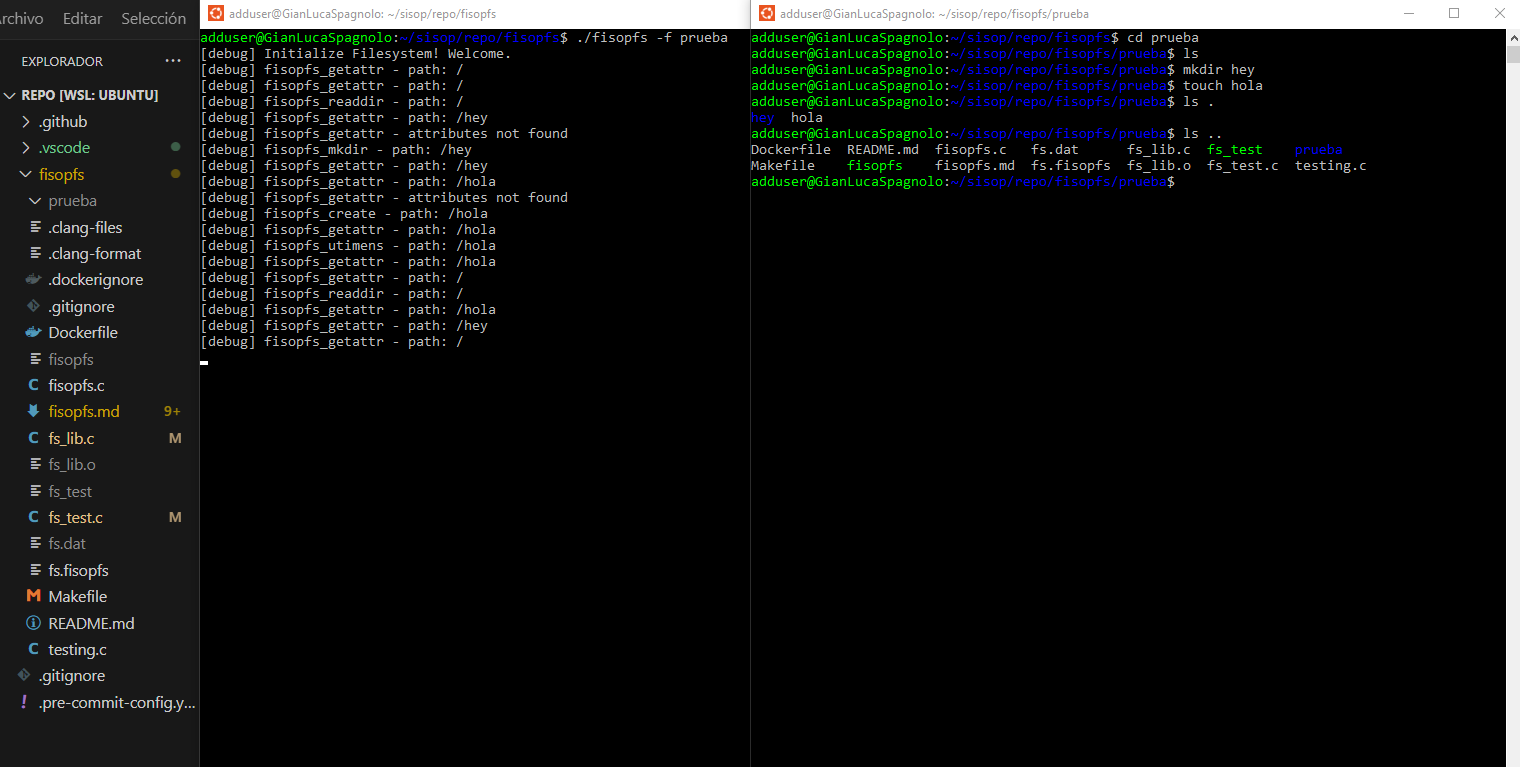 Archivo Editar Selección
EXPLORADOR ···
REPO [WSL: UBUNTU]
.github
.vscode
fisopfs
prueba
.clang-files
.clang-format
.dockerignore
.gitignore
Dockerfile
fisopfs
fisopfs.c
fisopfs.md 9+
fs_lib.c M
fs_lib.o
fs_test
fs_test.c M
fs.dat
fs.fisopfs
Makefile
README.md
testing.c
.gitignore
.pre-commit-config.y...
adduser@GianLucaSpagnolo: ~/sisop/repo/fisopfs
adduser@GianLucaSpagnolo:~/sisop/repo/fisopfs$ ./fisopfs -f prueba
[debug] Initialize Filesystem! Welcome.
[debug] fisopfs_getattr - path: /
[debug] fisopfs_getattr - path: /
[debug] fisopfs_readdir - path: /
[debug] fisopfs_getattr - path: /hey
[debug] fisopfs_getattr - attributes not found
[debug] fisopfs_mkdir - path: /hey
[debug] fisopfs_getattr - path: /hey
[debug] fisopfs_getattr - path: /hola
[debug] fisopfs_getattr - attributes not found
[debug] fisopfs_create - path: /hola
[debug] fisopfs_getattr - path: /hola
[debug] fisopfs_utimens - path: /hola
[debug] fisopfs_getattr - path: /hola
[debug] fisopfs_getattr - path: /
[debug] fisopfs_readdir - path: /
[debug] fisopfs_getattr - path: /hola
[debug] fisopfs_getattr - path: /hey
[debug] fisopfs_getattr - path: /
adduser@GianLucaSpagnolo: ~/sisop/repo/fisopfs/prueba
adduser@GianLucaSpagnolo:~/sisop/repo/fisopfs$ cd prueba
adduser@GianLucaSpagnolo:~/sisop/repo/fisopfs/prueba$ ls
adduser@GianLucaSpagnolo:~/sisop/repo/fisopfs/prueba$ mkdir hey
adduser@GianLucaSpagnolo:~/sisop/repo/fisopfs/prueba$ touch hola
adduser@GianLucaSpagnolo:~/sisop/repo/fisopfs/prueba$ ls .
hey hola
adduser@GianLucaSpagnolo:~/sisop/repo/fisopfs/prueba$ ls ..
Dockerfile README.md fisopfs.c fs.dat fs_lib.c fs_test prueba
Makefile fisopfs fisopfs.md fs.fisopfs fs_lib.o fs_test.c testing.c
adduser@GianLucaSpagnolo:~/sisop/repo/fisopfs/prueba$